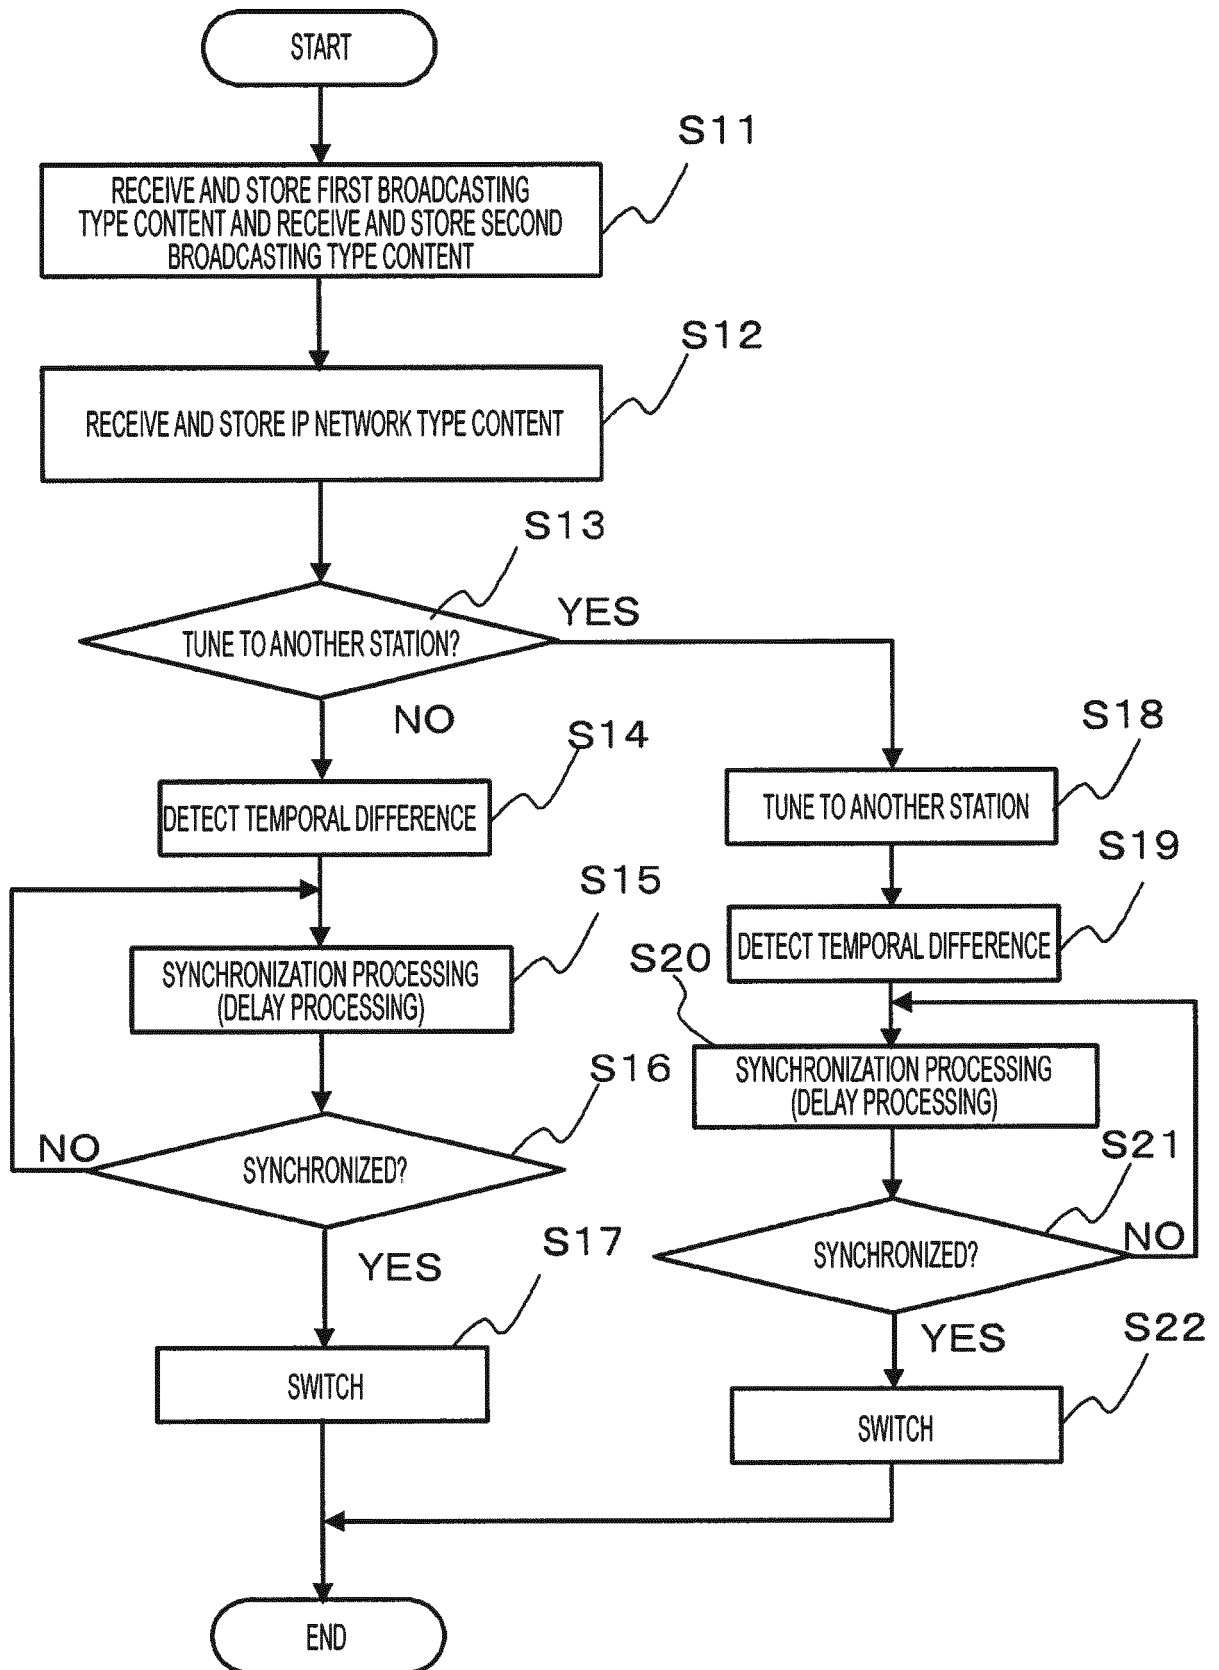 START
S11
RECEIVE AND STORE FIRST BROADCASTING
TYPE CONTENT AND RECEIVE AND STORE SECOND
BROADCASTING TYPE CONTENT
S12
RECEIVE AND STORE IP NETWORK TYPE CONTENT
S13
TUNE TO ANOTHER STATION?
YES
NO
S14
DETECT TEMPORAL DIFFERENCE
S15
SYNCHRONIZATION PROCESSING
(DELAY PROCESSING)
S16
SYNCHRONIZED?
NO
YES
S17
SWITCH
S18
TUNE TO ANOTHER STATION
S19
DETECT TEMPORAL DIFFERENCE
S20
SYNCHRONIZATION PROCESSING
(DELAY PROCESSING)
S21
SYNCHRONIZED?
NO
YES
S22
SWITCH
END